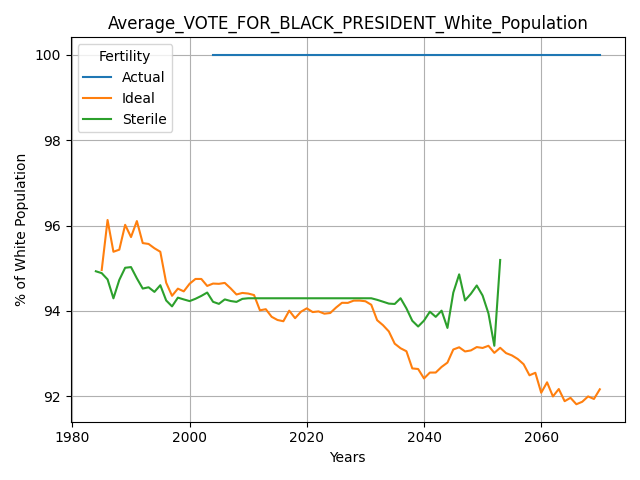 Average_VOTE_FOR_BLACK_PRESIDENT_White_Population
Fertility
Actual
Ideal
Sterile
% of White Population
100
98
96
94
92
1980
2000
2020
2040
2060
Years